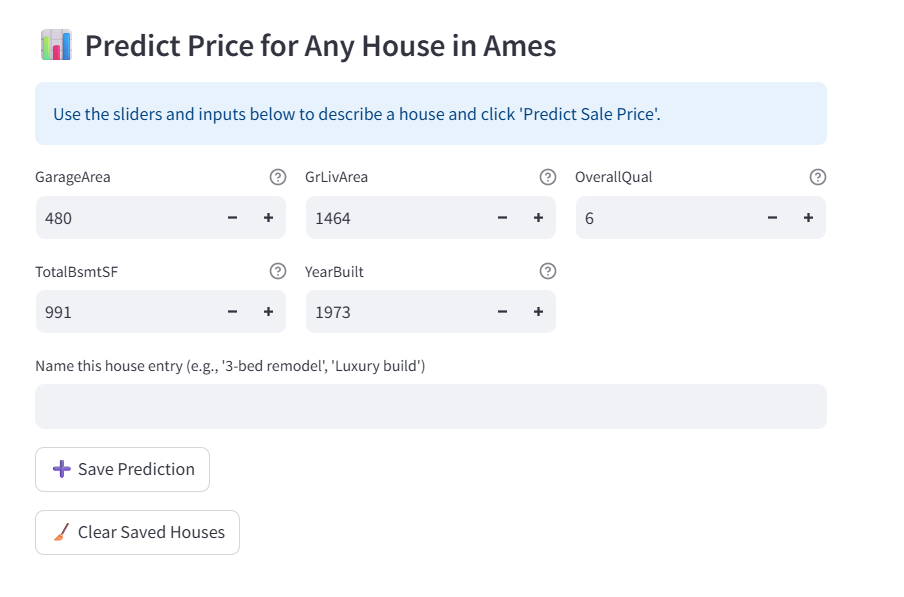 Predict Price for Any House in Ames
Use the sliders and inputs below to describe a house and click 'Predict Sale Price'.
GarageArea ? GrLivArea ? OverallQual ?
480 − + 1464 − + 6 − +
TotalBsmtSF ? YearBuilt ?
991 − + 1973 − +
Name this house entry (e.g., '3-bed remodel', 'Luxury build')
Save Prediction
Clear Saved Houses